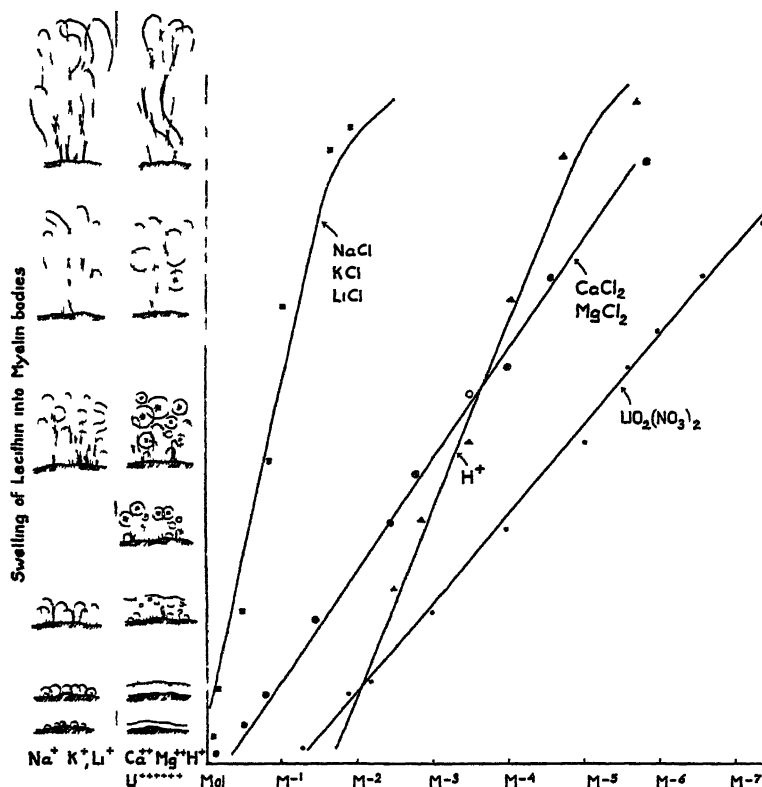 Swelling of Lecithin into Myelin bodies
NaCl
KCl
LiCl
CaCl₂
MgCl₂
UO₂(NO₃)₂
H⁺
Na⁺ K⁺, Li⁺
Ca⁺⁺Mg⁺⁺H⁺
U⁺⁺⁺⁺⁺⁺
Mol M-1 M-2 M-3 M-4 M-5 M-6 M-7